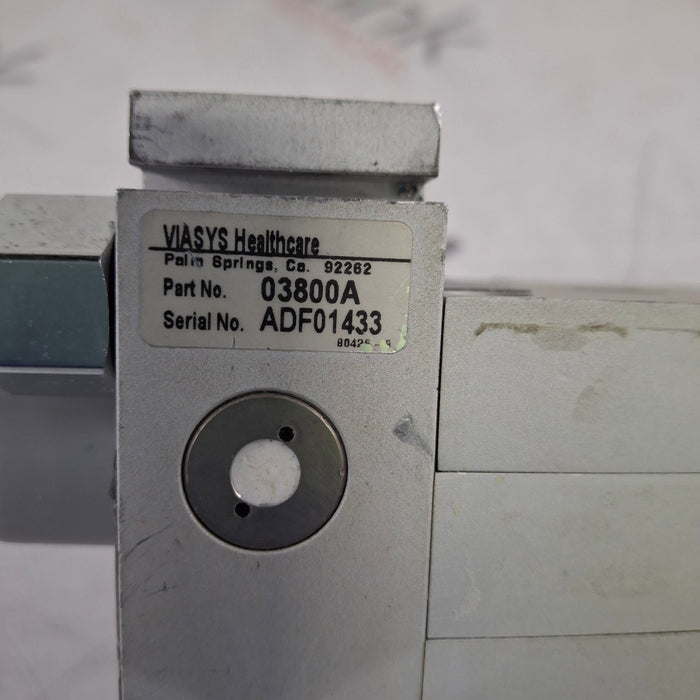 VIASYS Healthcare
Palm Springs, Ca. 92262
Part No. 03800A
Serial No. ADF01433